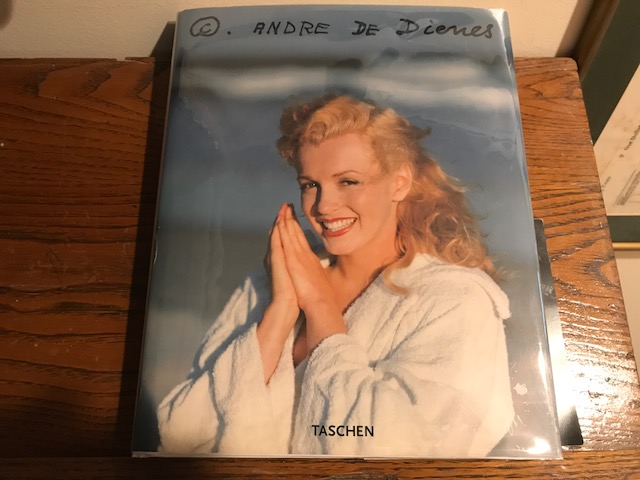 ©. ANDRE DE Dienes
TASCHEN